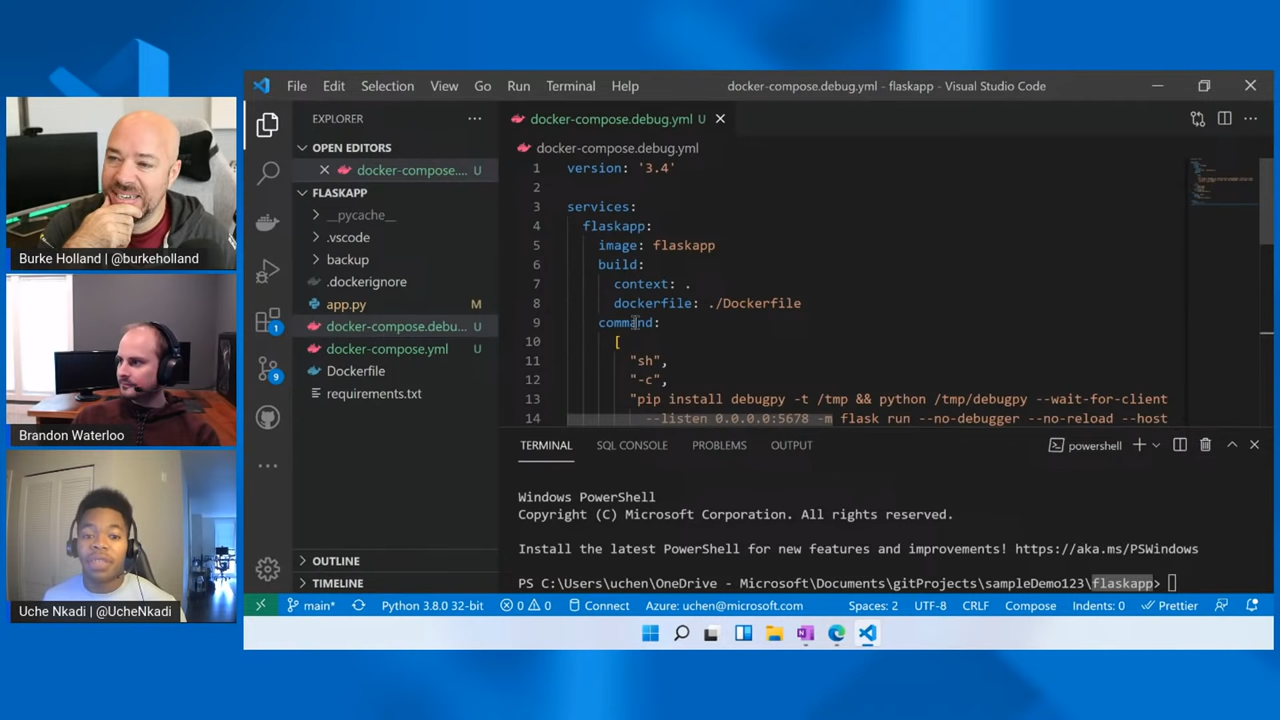 Burke Holland | @burkeholland
Brandon Waterloo
Uche Nkadi | @UcheNkadi
File Edit Selection View Go Run Terminal Help
docker-compose.debug.yml - flaskapp - Visual Studio Code
EXPLORER
OPEN EDITORS
docker-compose.... U
FLASKAPP
__pycache__
.vscode
backup
.dockerignore
app.py M
docker-compose.debu... U
docker-compose.yml U
Dockerfile
requirements.txt
OUTLINE
TIMELINE
1
9
docker-compose.debug.yml U
docker-compose.debug.yml
1 version: '3.4'
2
3 services:
4 flaskapp:
5 image: flaskapp
6 build:
7 context: .
8 dockerfile: ./Dockerfile
9 command:
10 [
11 "sh",
12 "-c",
13 "pip install debugpy -t /tmp && python /tmp/debugpy --wait-for-client
14 --listen 0.0.0.0:5678 -m flask run --no-debugger --no-reload --host
TERMINAL SQL CONSOLE PROBLEMS OUTPUT
powershell
Windows PowerShell
Copyright (C) Microsoft Corporation. All rights reserved.
Install the latest PowerShell for new features and improvements! https://aka.ms/PSWindows
PS C:\Users\uchen\OneDrive - Microsoft\Documents\gitProjects\sampleDemo123\flaskapp>
main* Python 3.8.0 32-bit 0 0 Connect Azure: uchen@microsoft.com Spaces: 2 UTF-8 CRLF Compose Indents: 0 Prettier